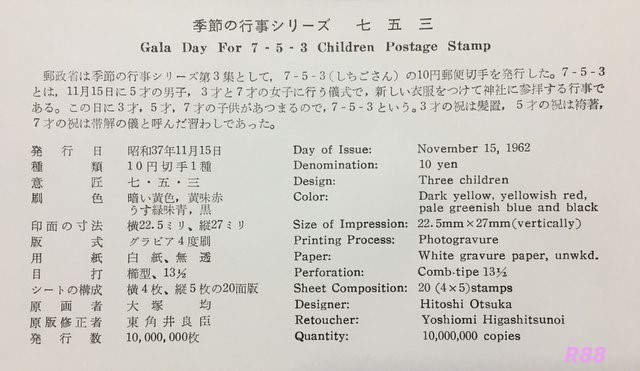 季節の行事シリーズ 七五三
Gala Day For 7-5-3 Children Postage Stamp
郵政省は季節の行事シリーズ第3集として，7-5-3（しちごさん）の10円郵便切手を発行した。7-5-3
とは，11月15日に5才の男子，3才と7才の女子に行う儀式で，新しい衣服をつけて神社に参拝する行事で
ある。この日に3才，5才，7才の子供があつまるので，7-5-3という。3才の祝は髪置，5才の祝は袴著，
7才の祝は帯解の儀と呼んだ習わしであった。
発行日 昭和37年11月15日 Day of Issue: November 15, 1962
種類 10円切手1種 Denomination: 10 yen
意匠 七・五・三 Design: Three children
刷色 暗い黄色，黄味赤 Color: Dark yellow, yellowish red,
うす緑味青，黒 pale greenish blue and black
印面の寸法 横22.5ミリ、縦27ミリ Size of Impression: 22.5mm×27mm(vertically)
版式 グラビア4度刷 Printing Process: Photogravure
用紙 白紙、無透 Paper: White gravure paper, unwkd.
目打 櫛型、13½ Perforation: Comb-tipe 13½
シートの構成 横4枚、縦5枚の20面版 Sheet Composition: 20 (4×5)stamps
原画者 大塚均 Designer: Hitoshi Otsuka
原版修正者 東角井良臣 Retoucher: Yoshiomi Higashitsunoi
発行数 10,000,000枚 Quantity: 10,000,000 copies
R88